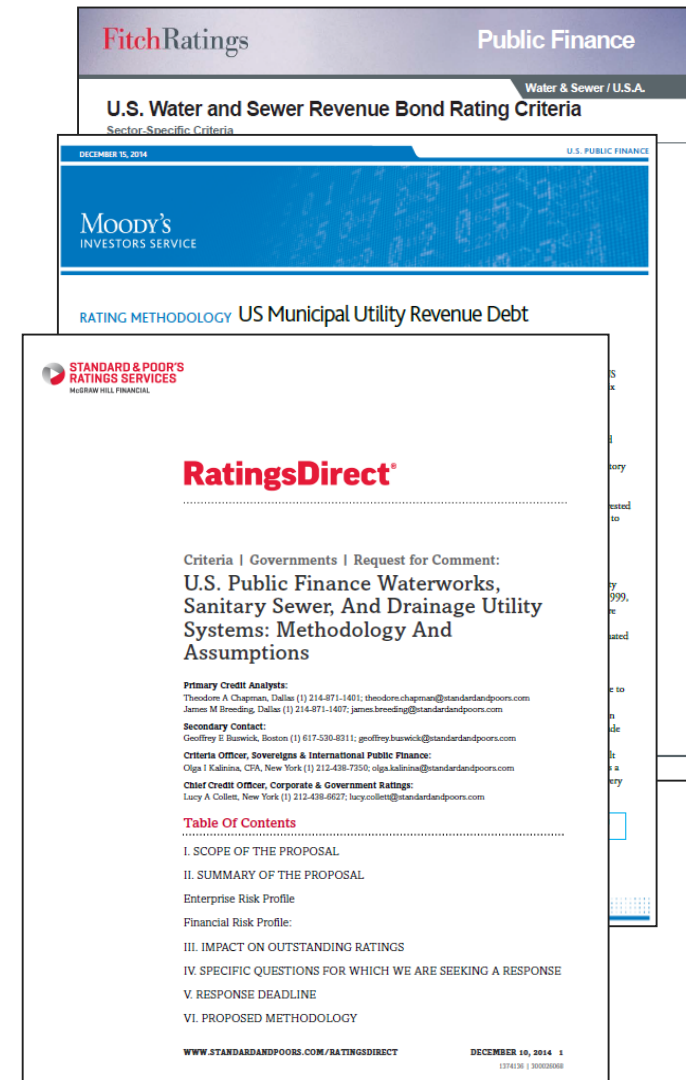 FitchRatings
Public Finance
Water & Sewer / U.S.A.
U.S. Water and Sewer Revenue Bond Rating Criteria
Sector-Specific Criteria
DECEMBER 15, 2014
U.S. PUBLIC FINANCE
MOODY'S
INVESTORS SERVICE
RATING METHODOLOGY US Municipal Utility Revenue Debt
STANDARD & POOR'S
RATINGS SERVICES
McGRAW HILL FINANCIAL
RatingsDirect®
Criteria | Governments | Request for Comment:
U.S. Public Finance Waterworks,
Sanitary Sewer, And Drainage Utility
Systems: Methodology And
Assumptions
Primary Credit Analysts:
Theodore A Chapman, Dallas (1) 214-871-1401; theodore.chapman@standardandpoors.com
James M Breeding, Dallas (1) 214-871-1407; james.breeding@standardandpoors.com
Secondary Contact:
Geoffrey E Buswick, Boston (1) 617-530-8311; geoffrey.buswick@standardandpoors.com
Criteria Officer, Sovereigns & International Public Finance:
Olga I Kalinina, CFA, New York (1) 212-438-7350; olga.kalinina@standardandpoors.com
Chief Credit Officer, Corporate & Government Ratings:
Lucy A Collett, New York (1) 212-438-6627; lucy.collett@standardandpoors.com
Table Of Contents
I. SCOPE OF THE PROPOSAL
II. SUMMARY OF THE PROPOSAL
Enterprise Risk Profile
Financial Risk Profile:
III. IMPACT ON OUTSTANDING RATINGS
IV. SPECIFIC QUESTIONS FOR WHICH WE ARE SEEKING A RESPONSE
V. RESPONSE DEADLINE
VI. PROPOSED METHODOLOGY
WWW.STANDARDANDPOORS.COM/RATINGSDIRECT
DECEMBER 10, 2014 1
1374136 | 300026068